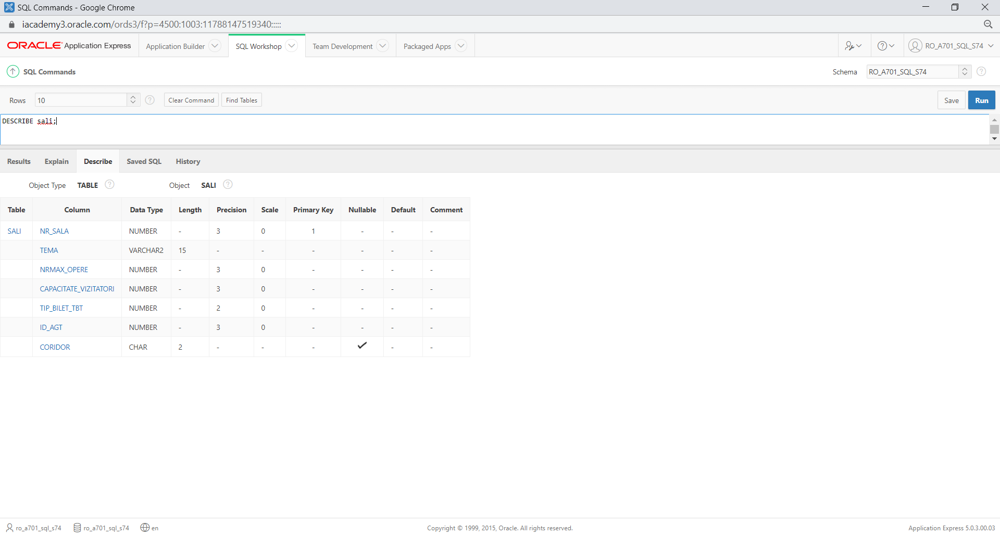 SQL Commands - Google Chrome
iacademy3.oracle.com/ords3/f?p=4500:1003:11788147519340:::::
ORACLE Application Express Application Builder SQL Workshop Team Development Packaged Apps RO_A701_SQL_S74
SQL Commands Schema RO_A701_SQL_S74
Rows 10 Clear Command Find Tables Save Run
DESCRIBE sali;
Results Explain Describe Saved SQL History
Object Type TABLE Object SALI
Table Column Data Type Length Precision Scale Primary Key Nullable Default Comment
SALI NR_SALA NUMBER - 3 0 1 - - -
TEMA VARCHAR2 15 - - - - - -
NRMAX_OPERE NUMBER - 3 0 - - - -
CAPACITATE_VIZITATORI NUMBER - 3 0 - - - -
TIP_BILET_TBT NUMBER - 2 0 - - - -
ID_AGT NUMBER - 3 0 - - - -
CORIDOR CHAR 2 - - - ✓ - -
ro_a701_sql_s74 ro_a701_sql_s74 en Copyright © 1999, 2015, Oracle. All rights reserved. Application Express 5.0.3.00.03